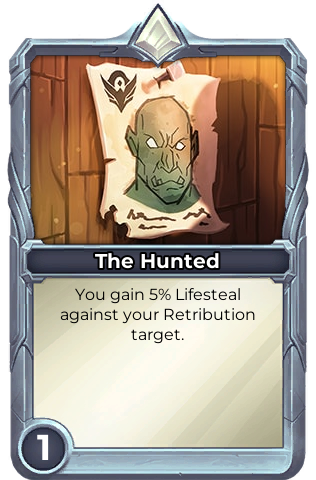 The Hunted
You gain 5% Lifesteal
against your Retribution
target.
1